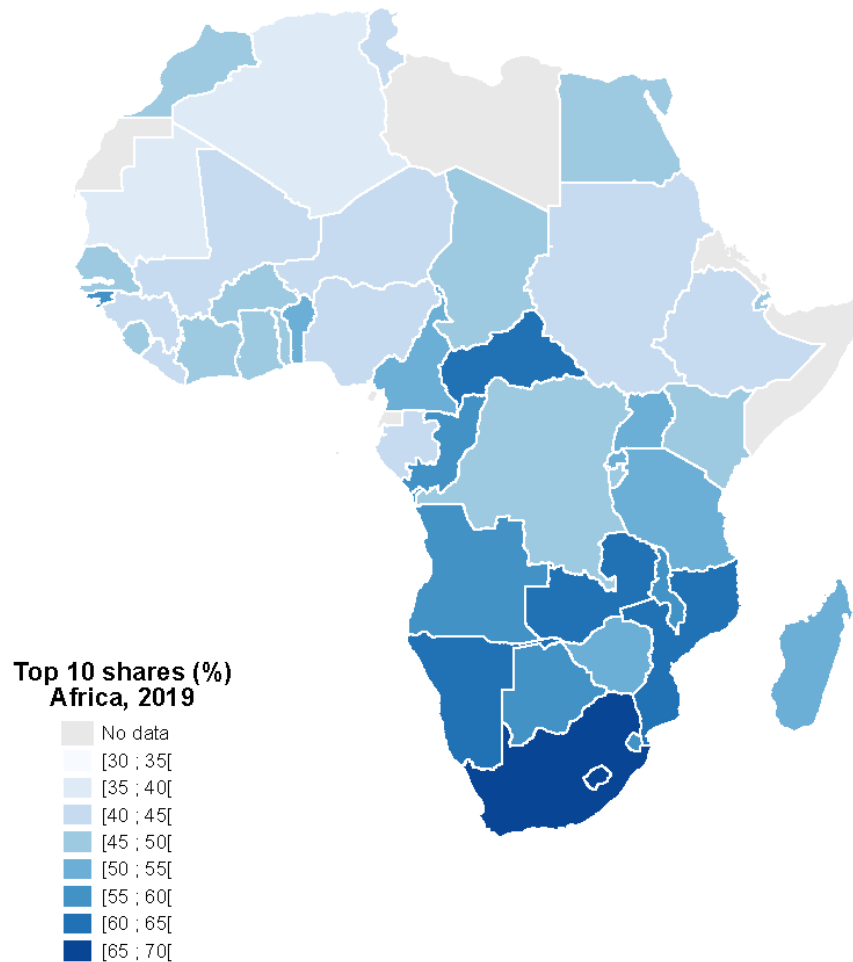 Top 10 shares (%)
Africa, 2019
No data
[30 ; 35[
[35 ; 40[
[40 ; 45[
[45 ; 50[
[50 ; 55[
[55 ; 60[
[60 ; 65[
[65 ; 70[